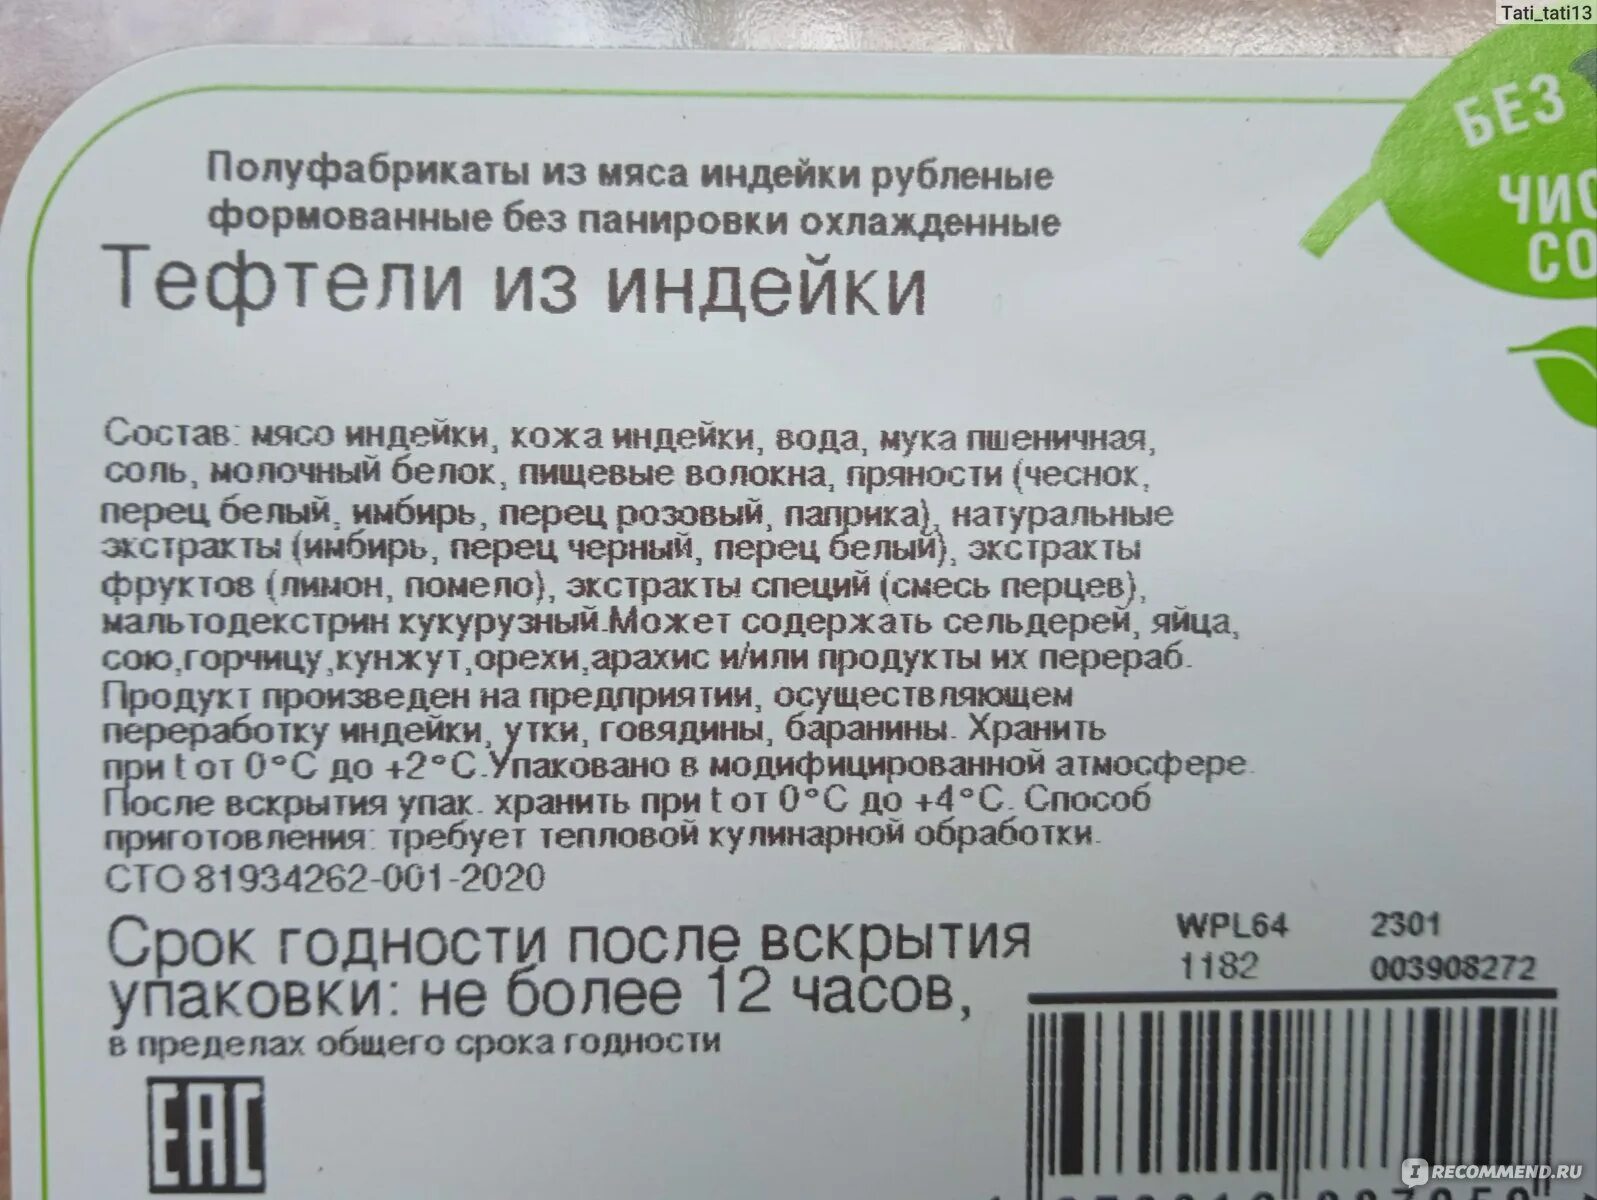 Tati_tati13
БЕЗ
Полуфабрикаты из мяса индейки рубленые
формованные без панировки охлажденные
Тефтели из индейки
Состав: мясо индейки, кожа индейки, вода, мука пшеничная,
соль, молочный белок, пищевые волокна, пряности (чеснок,
перец белый, имбирь, перец розовый, паприка), натуральные
экстракты (имбирь, перец черный, перец белый), экстракты
фруктов (лимон, помело), экстракты специй (смесь перцев),
мальтодекстрин кукурузный.Может содержать сельдерей, яйца,
сою,горчицу,кунжут,орехи,арахис и/или продукты их перераб.
Продукт произведен на предприятии, осуществляющем
переработку индейки, утки, говядины, баранины. Хранить
при t от 0°С до +2°С.Упаковано в модифицированной атмосфере.
После вскрытия упак. хранить при t от 0°С до +4°С. Способ
приготовления: требует тепловой кулинарной обработки.
СТО 81934262-001-2020
Срок годности после вскрытия
упаковки: не более 12 часов,
в пределах общего срока годности
WPL64 2301
1182 003908272
EAC
IRECOMMEND.RU